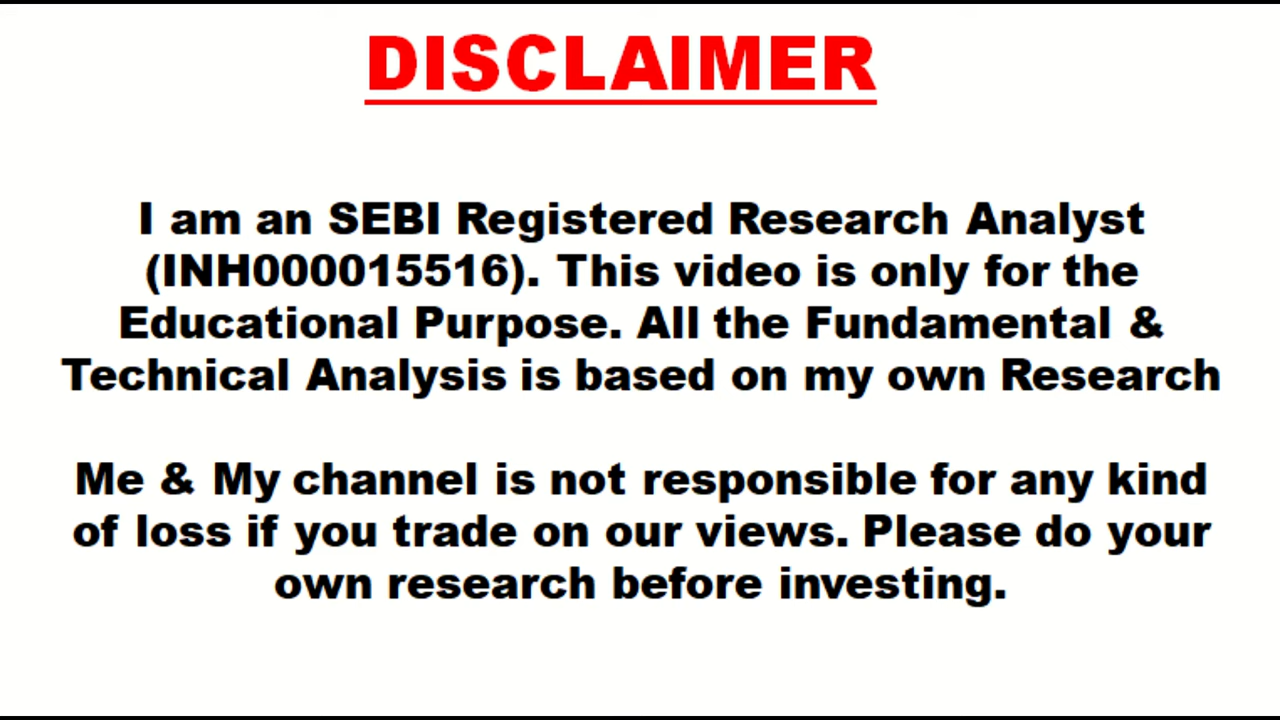 DISCLAIMER
I am an SEBI Registered Research Analyst
(INH000015516). This video is only for the
Educational Purpose. All the Fundamental &
Technical Analysis is based on my own Research
Me & My channel is not responsible for any kind
of loss if you trade on our views. Please do your
own research before investing.